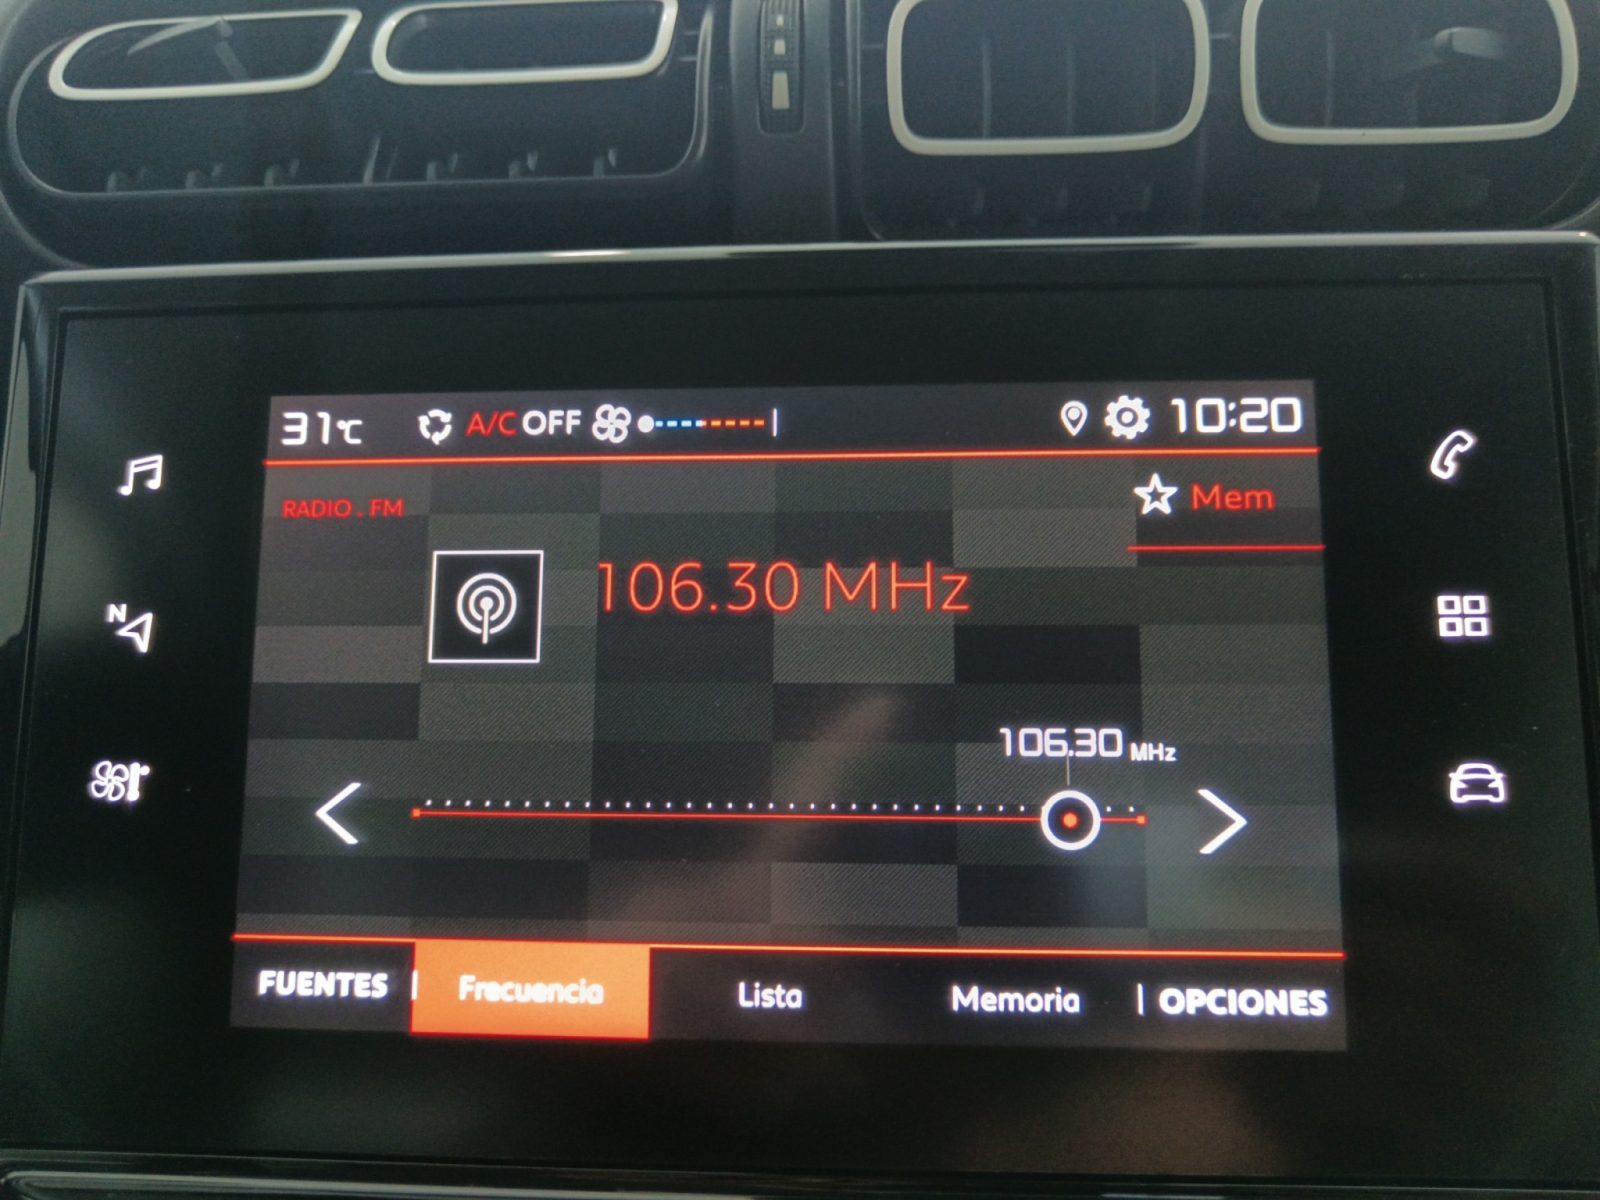 31°C A/C OFF 10:20
RADIO . FM
Mem
106.30 MHz
N
106.30 MHz
FUENTES | Frecuencia Lista Memoria | OPCIONES